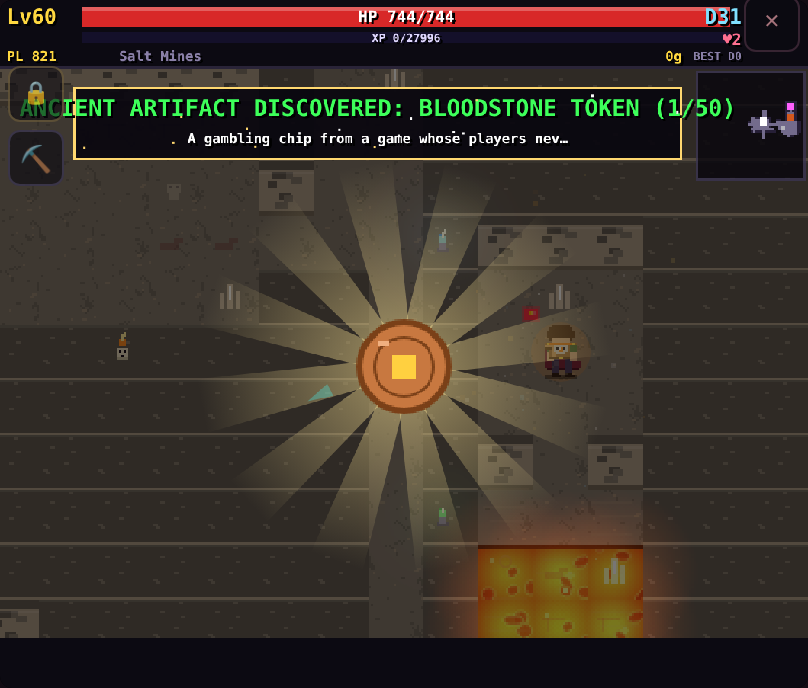 Lv60
HP 744/744
D31
×
XP 0/27996
♥2
PL 821
Salt Mines
0g
BEST D0
ANCIENT ARTIFACT DISCOVERED: BLOODSTONE TOKEN (1/50)
A gambling chip from a game whose players nev…